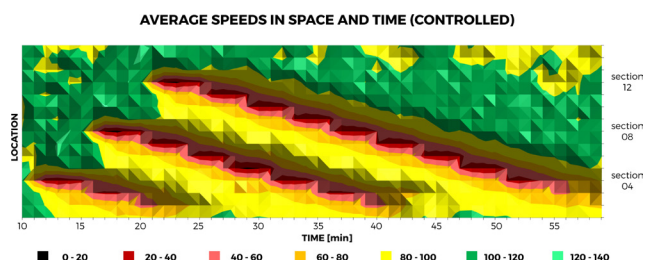 AVERAGE SPEEDS IN SPACE AND TIME (CONTROLLED)
LOCATION
section
12
section
08
section
04
10 15 20 25 30 35 40 45 50 55
TIME [min]
0 - 20 20 - 40 40 - 60 60 - 80 80 - 100 100 - 120 120 - 140